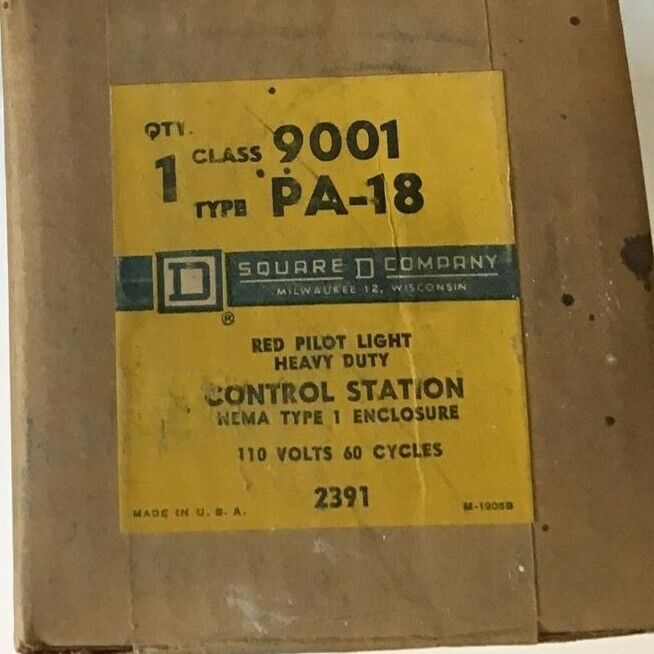 QTY.
1 CLASS 9001
TYPE PA-18
D SQUARE D COMPANY
MILWAUKEE 12, WISCONSIN
®
RED PILOT LIGHT
HEAVY DUTY
CONTROL STATION
NEMA TYPE 1 ENCLOSURE
110 VOLTS 60 CYCLES
2391
MADE IN U. S. A. M-1205B